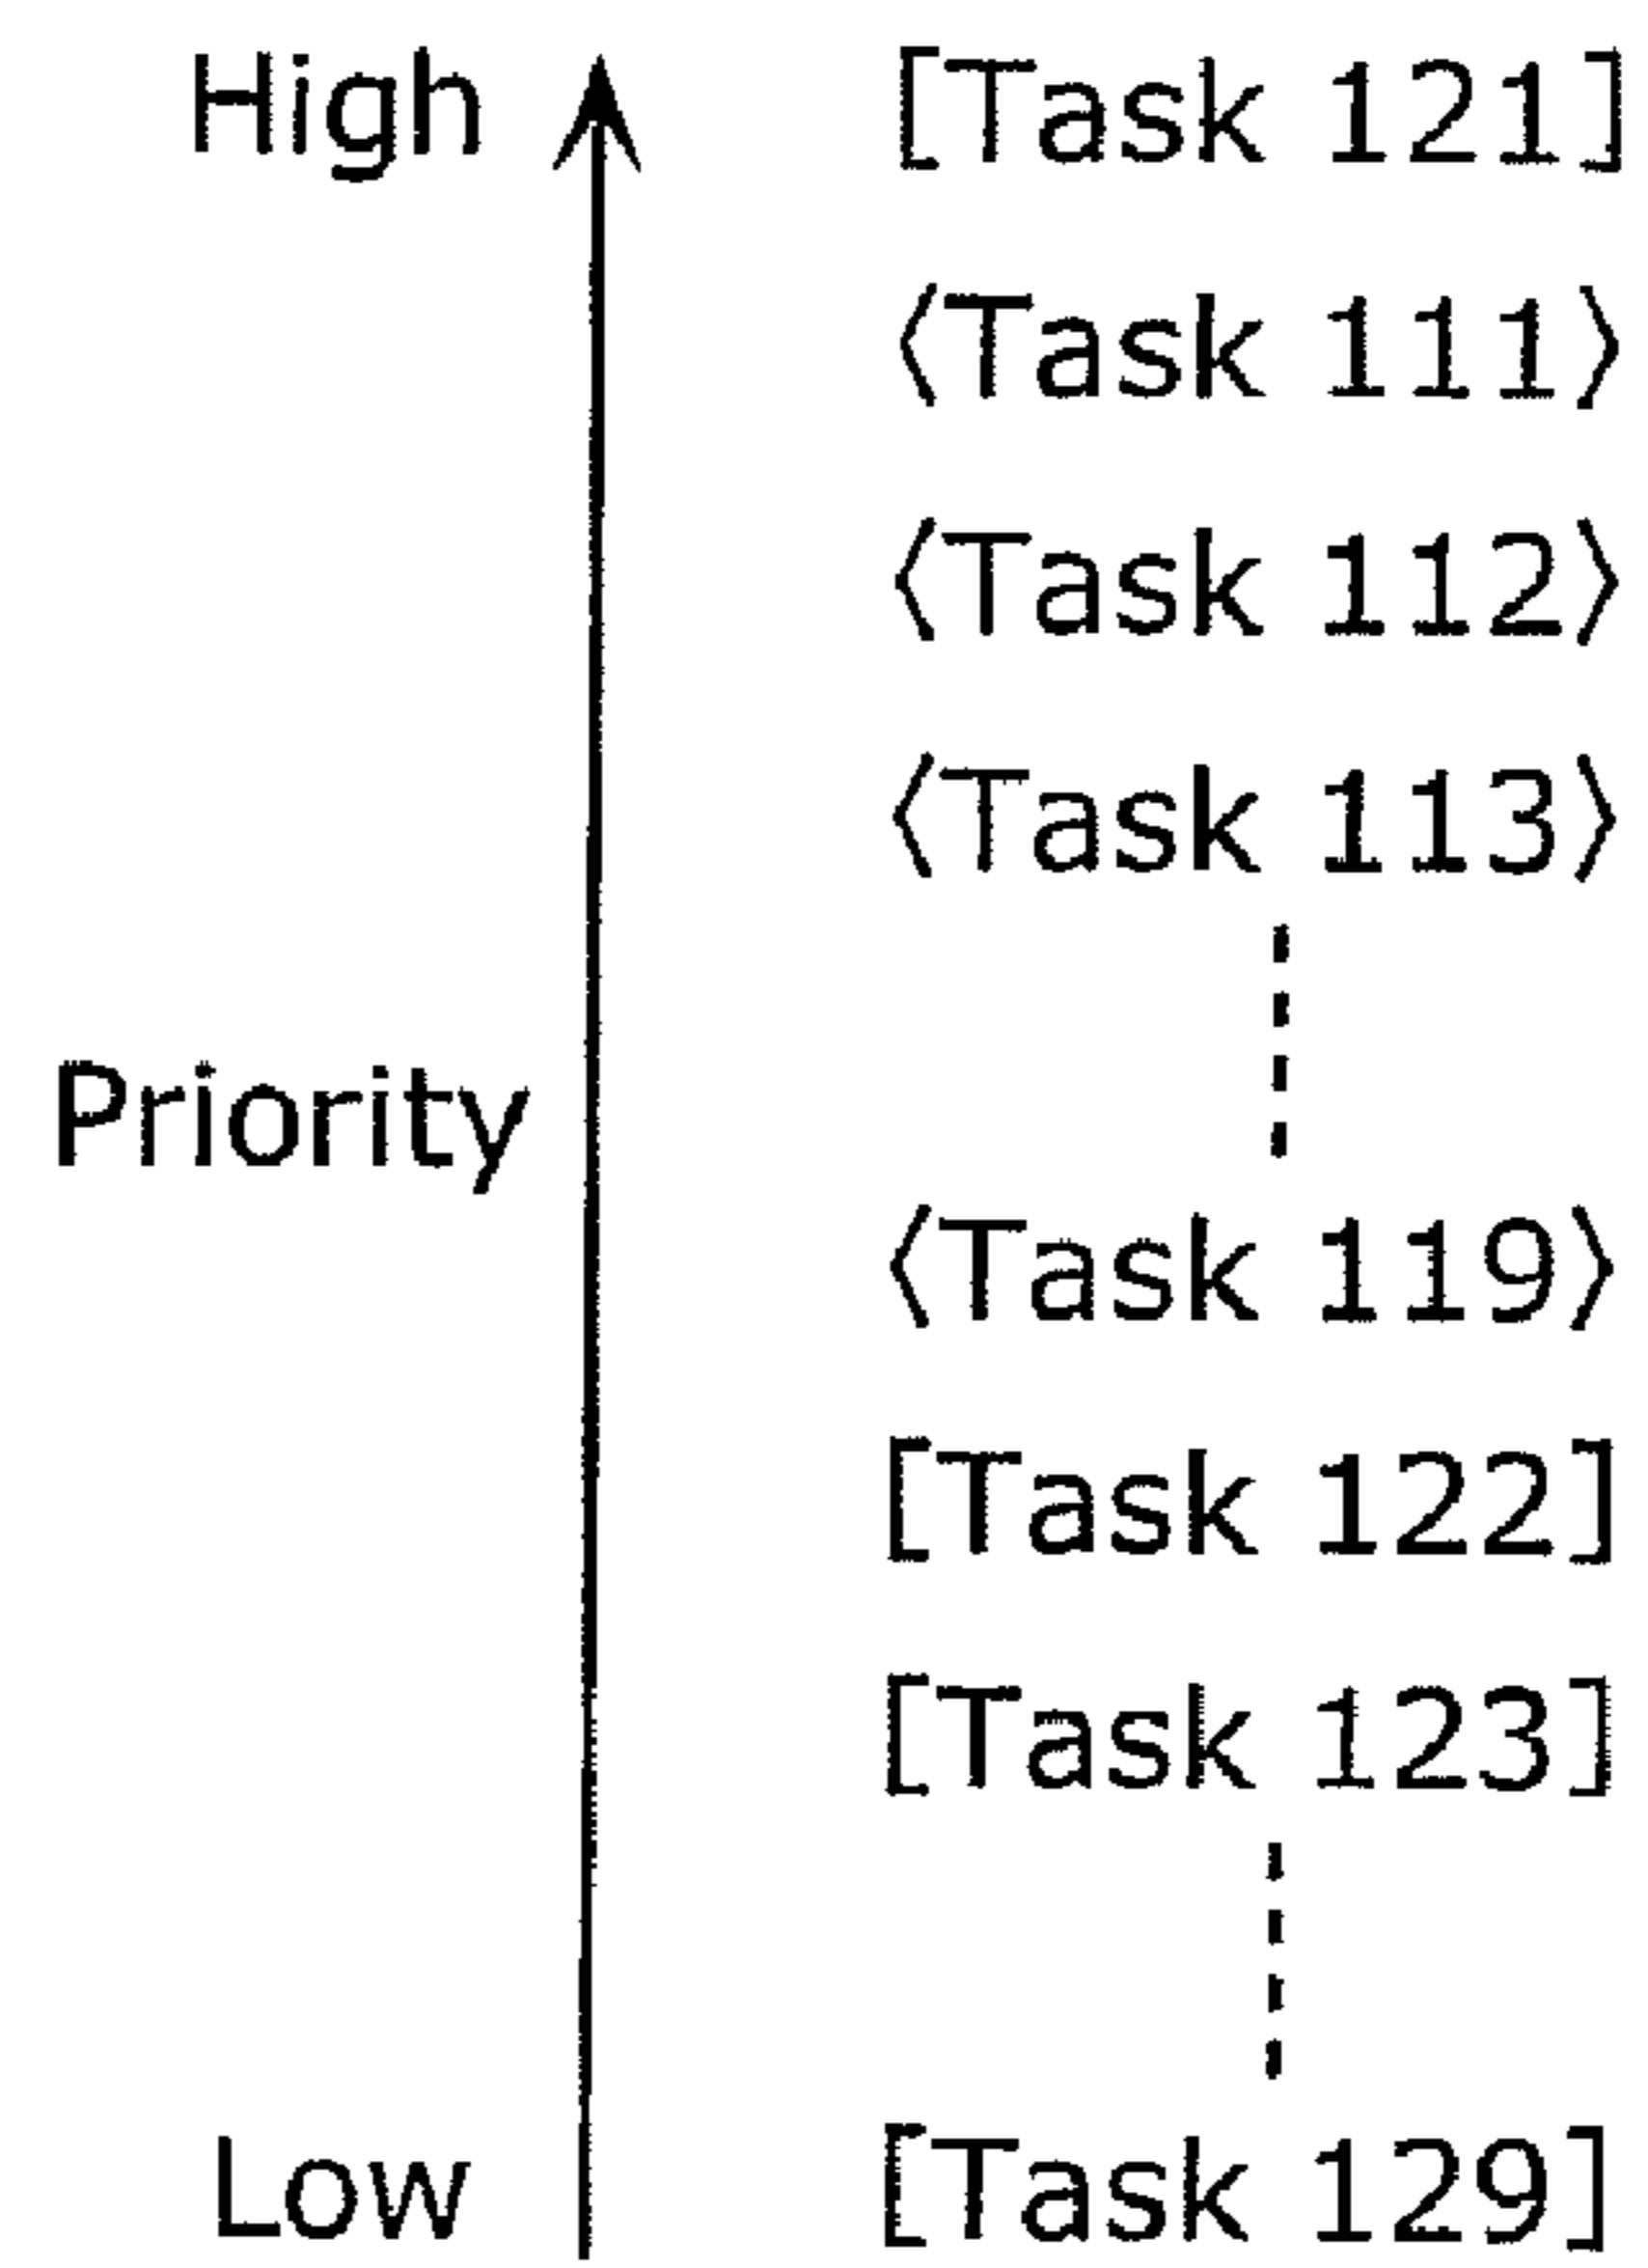 High [Task 121]
〈Task 111〉
〈Task 112〉
〈Task 113〉
Priority
〈Task 119〉
[Task 122]
[Task 123]
Low [Task 129]